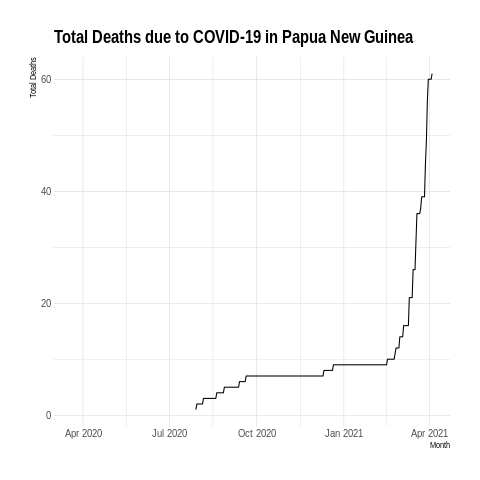 Total Deaths due to COVID-19 in Papua New Guinea
Total Deaths
60
40
20
0
Apr 2020 Jul 2020 Oct 2020 Jan 2021 Apr 2021
Month